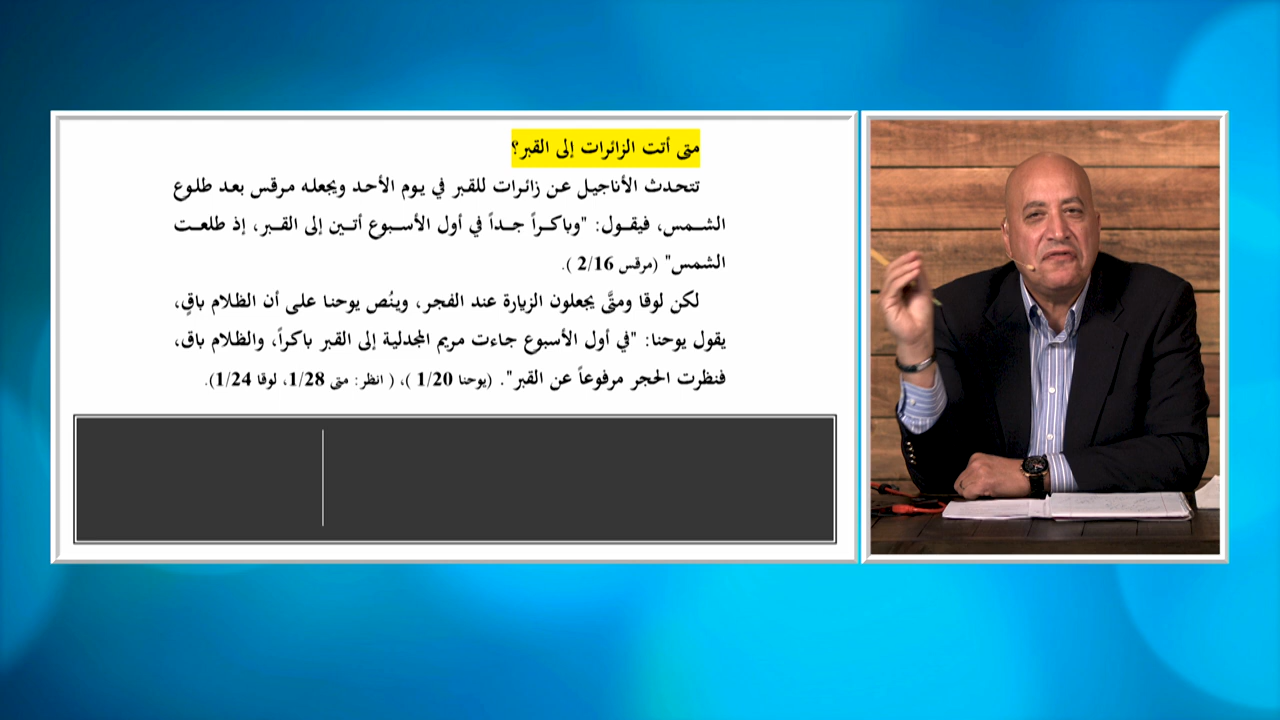 متى أتت الزائرات إلى القبر؟
تتحدث الأناجيل عن زائرات للقبر في يوم الأحد ويجعله مرقس بعد طلوع
الشمس، فيقول: "وباكراً جداً في أول الأسبوع أتين إلى القبر، إذ طلعت
الشمس" (مرقس 2/16 ).
لكن لوقا ومتَّى يجعلون الزيارة عند الفجر، وينُص يوحنا على أن الظلام باقٍ،
يقول يوحنا: "في أول الأسبوع جاءت مريم المجدلية إلى القبر باكراً، والظلام باق،
فنظرت الحجر مرفوعاً عن القبر". (يوحنا 1/20 )، ( انظر: متى 1/28، لوقا 1/24).